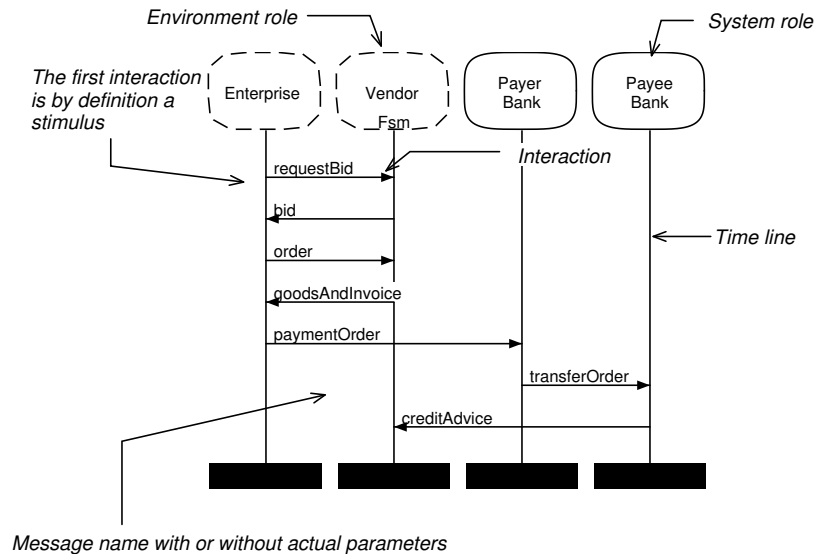 Environment role
System role
The first interaction
is by definition a
stimulus
Enterprise
Vendor
Fsm
Payer
Bank
Payee
Bank
requestBid
Interaction
bid
Time line
order
goodsAndInvoice
paymentOrder
transferOrder
creditAdvice
Message name with or without actual parameters